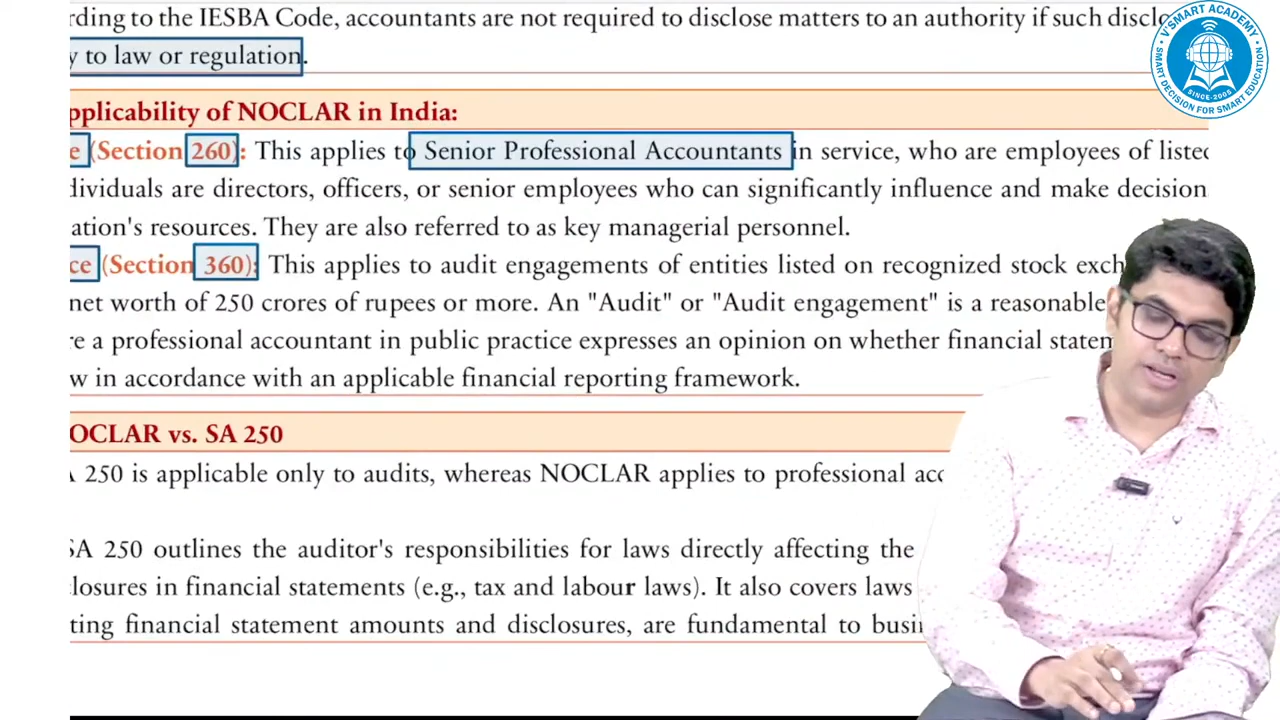 rding to the IESBA Code, accountants are not required to disclose matters to an authority if such
y to law or regulation.
pplicability of NOCLAR in India:
e (Section 260): This applies to Senior Professional Accountants in service, who are employees of listed
dividuals are directors, officers, or senior employees who can significantly influence and make decision
ation's resources. They are also referred to as key managerial personnel.
ce (Section 360): This applies to audit engagements of entities listed on recognized stock exch
net worth of 250 crores of rupees or more. An "Audit" or "Audit engagement" is a reasonable
re a professional accountant in public practice expresses an opinion on whether financial statem
w in accordance with an applicable financial reporting framework.
OCLAR vs. SA 250
A 250 is applicable only to audits, whereas NOCLAR applies to professional acc
SA 250 outlines the auditor's responsibilities for laws directly affecting the
closures in financial statements (e.g., tax and labour laws). It also covers laws
ting financial statement amounts and disclosures, are fundamental to busi
V'SMART ACADEMY
SMART DECISION FOR SMART EDUCATION
SINCE-2005